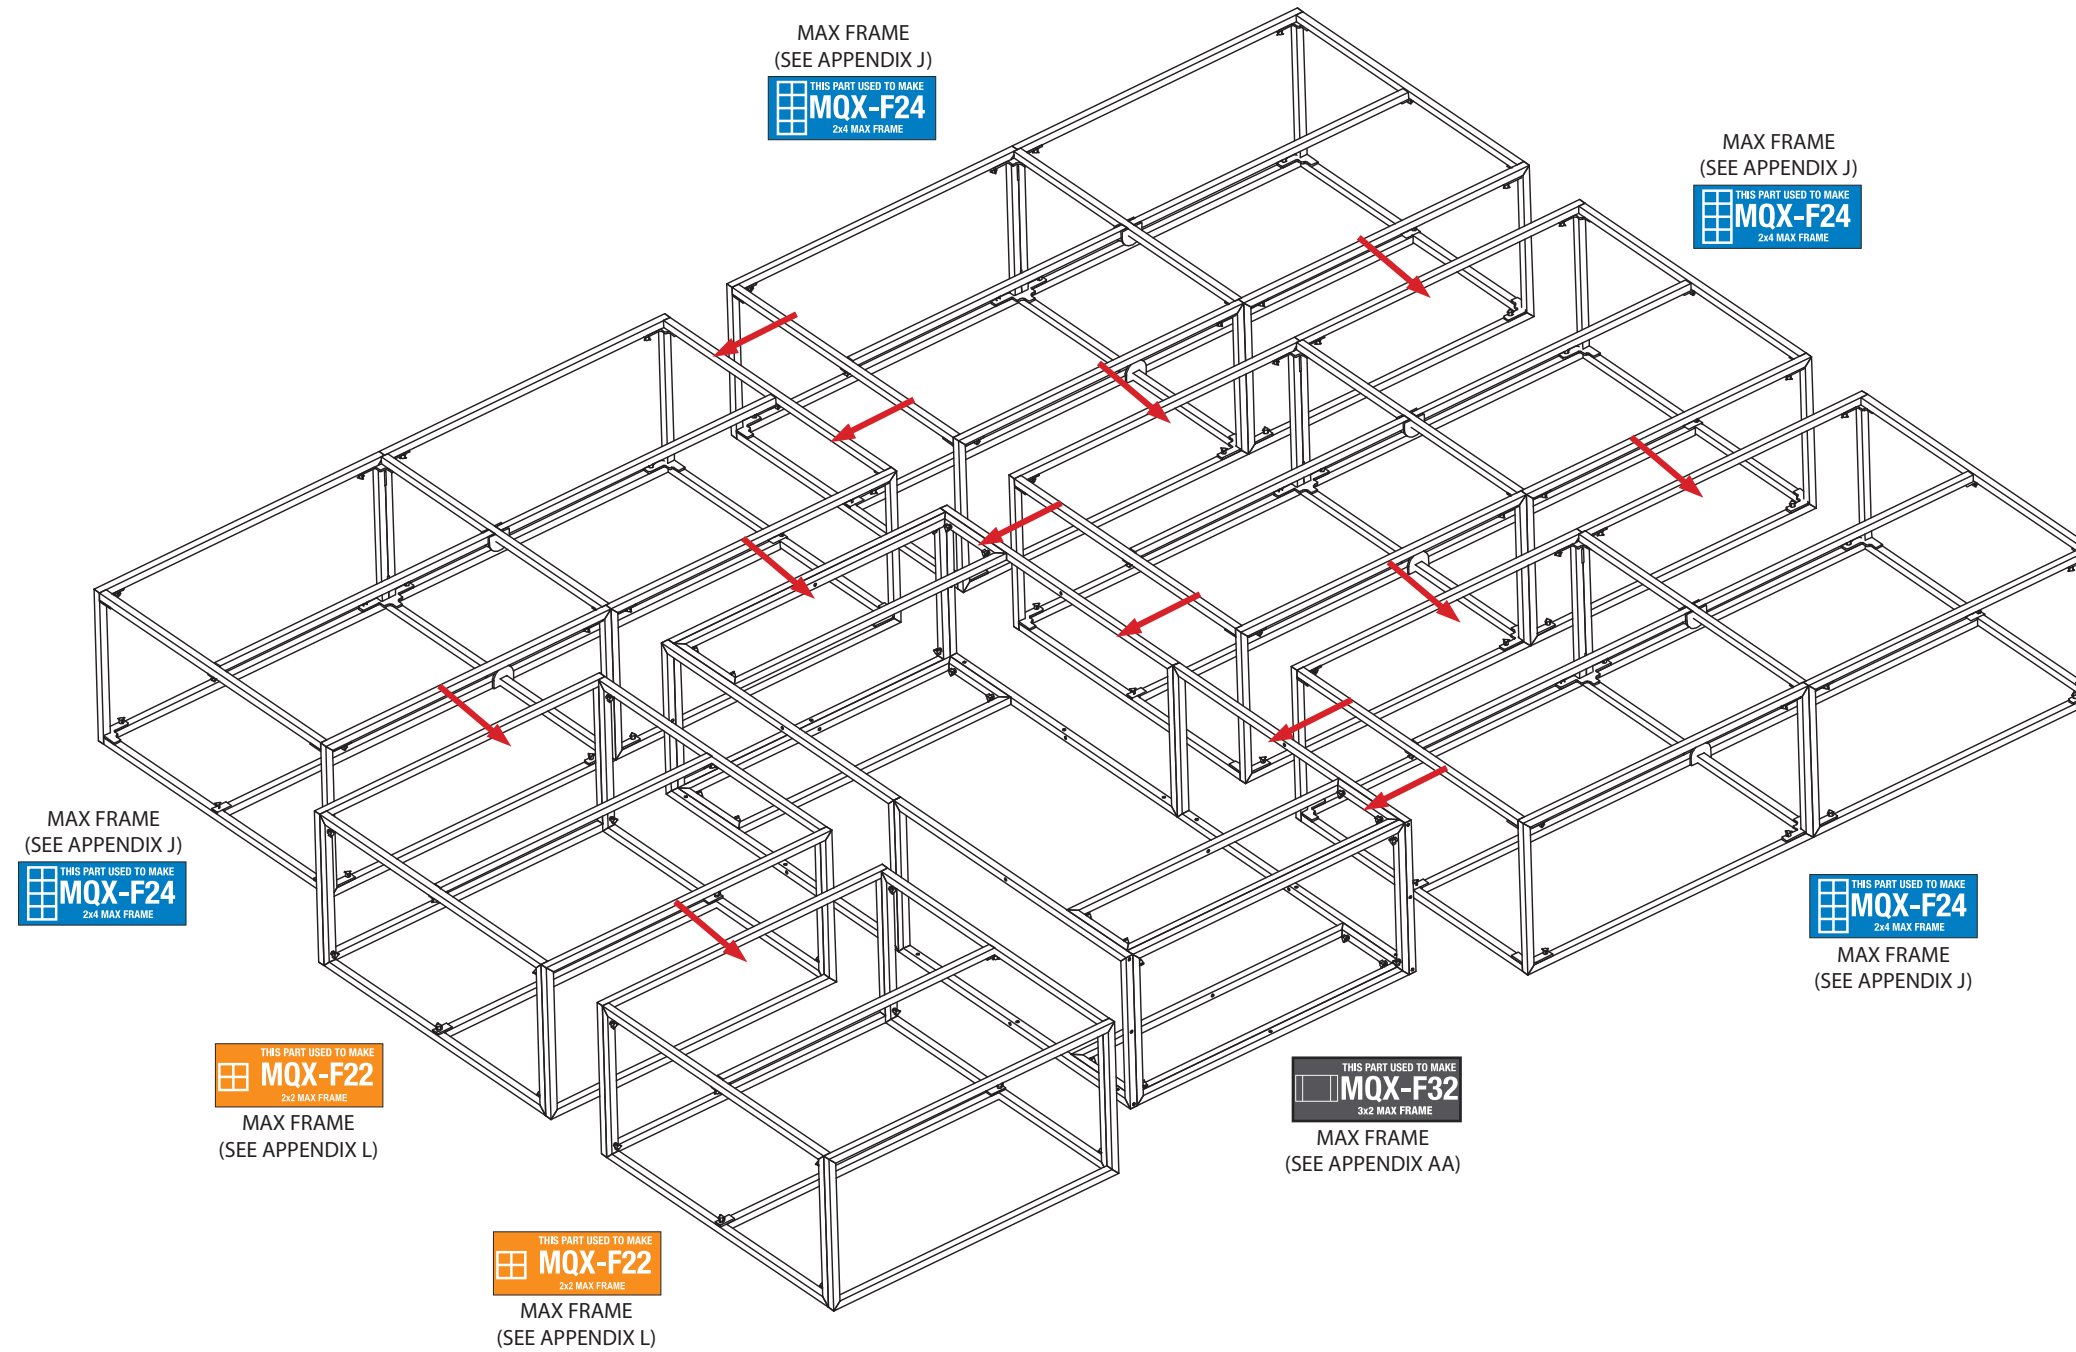 MAX FRAME
(SEE APPENDIX J)
THIS PART USED TO MAKE
MQX-F24
2x4 MAX FRAME
MAX FRAME
(SEE APPENDIX J)
THIS PART USED TO MAKE
MQX-F24
2x4 MAX FRAME
MAX FRAME
(SEE APPENDIX J)
THIS PART USED TO MAKE
MQX-F24
2x4 MAX FRAME
THIS PART USED TO MAKE
MQX-F24
2x4 MAX FRAME
MAX FRAME
(SEE APPENDIX J)
THIS PART USED TO MAKE
MQX-F22
2x2 MAX FRAME
MAX FRAME
(SEE APPENDIX L)
THIS PART USED TO MAKE
MQX-F32
3x2 MAX FRAME
MAX FRAME
(SEE APPENDIX AA)
THIS PART USED TO MAKE
MQX-F22
2x2 MAX FRAME
MAX FRAME
(SEE APPENDIX L)